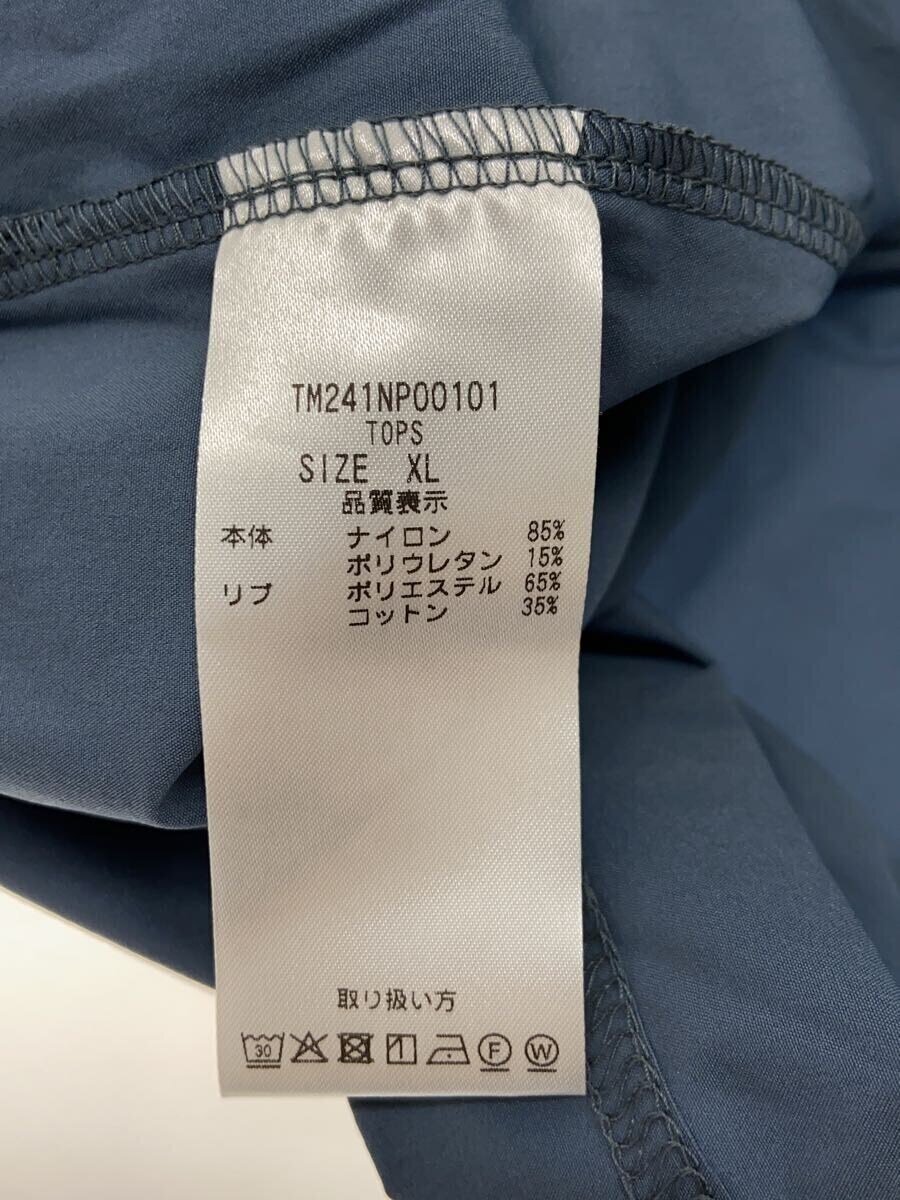 TM241NP00101
TOPS
SIZE XL
品質表示
本体 ナイロン 85%
ポリウレタン 15%
リブ ポリエステル 65%
コットン 35%
取り扱い方
30 F W